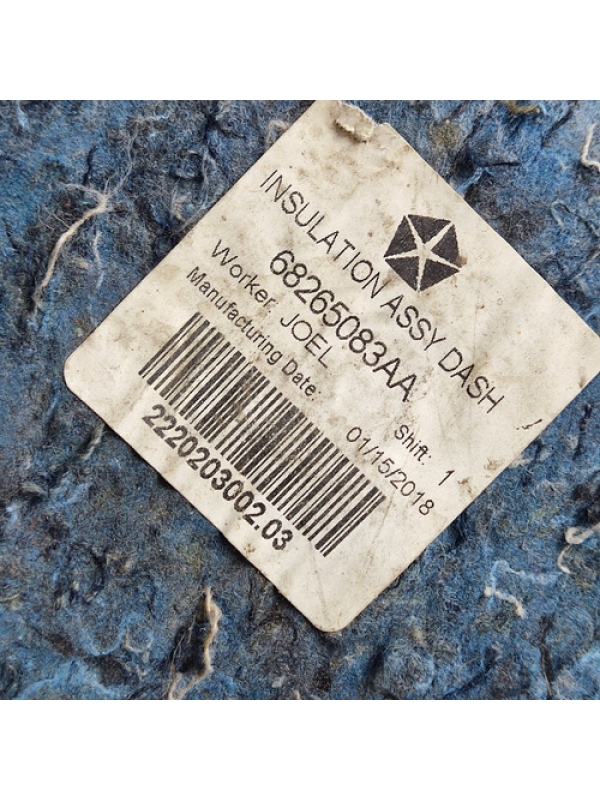 INSULATION ASSY DASH
68265083AA
Worker: JOEL
Shift: 1
Manufacturing Date: 01/15/2018
2220203002.03